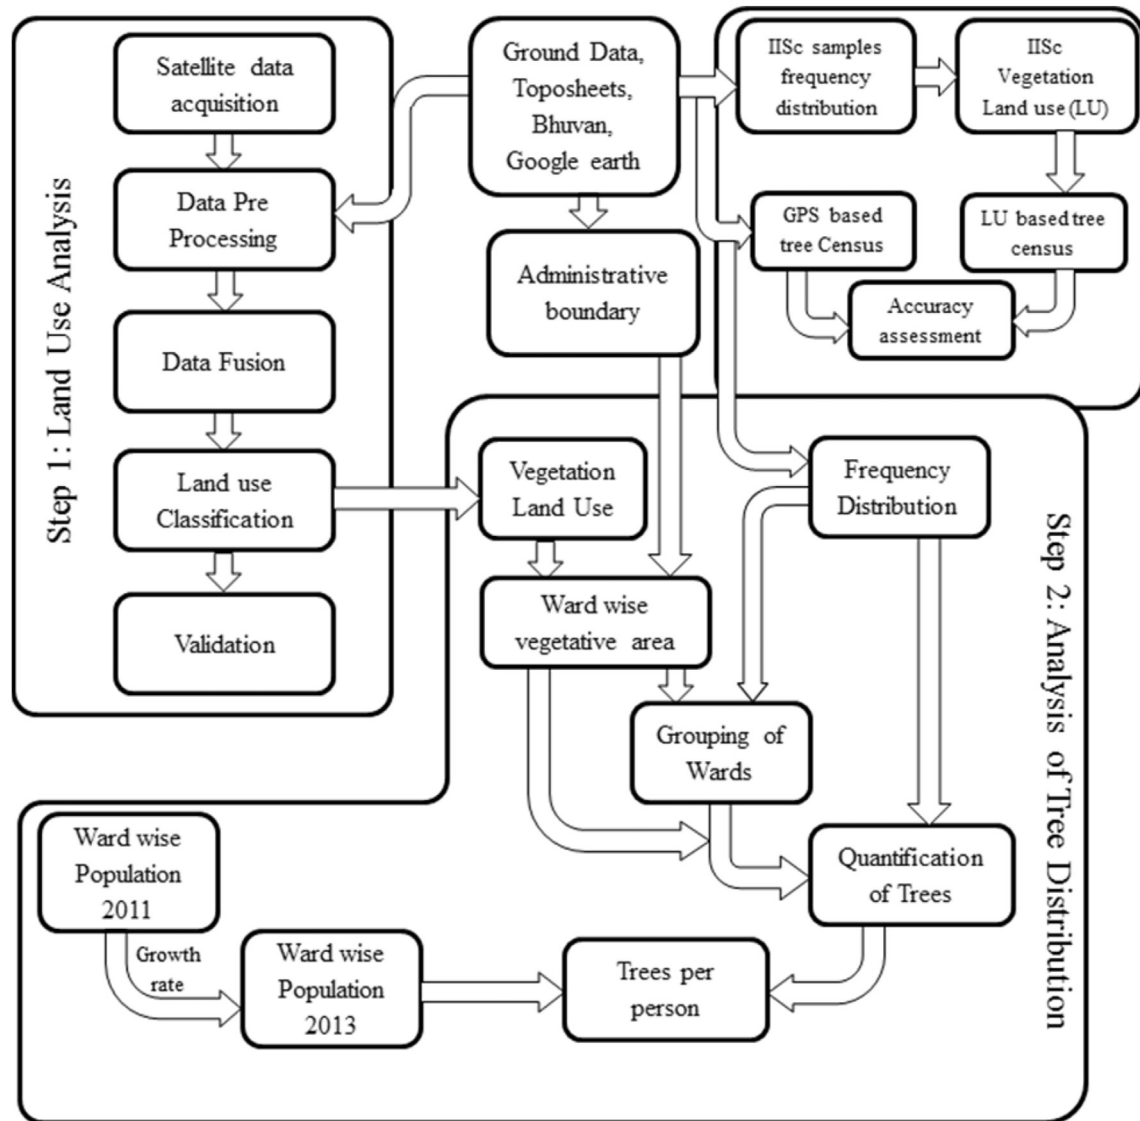 Step 1: Land Use Analysis
Satellite data
acquisition
Data Pre
Processing
Data Fusion
Land use
Classification
Validation
Ground Data,
Toposheets,
Bhuvan,
Google earth
Administrative
boundary
IISc samples
frequency
distribution
IISc
Vegetation
Land use (LU)
GPS based
tree Census
LU based tree
census
Accuracy
assessment
Step 2: Analysis of Tree Distribution
Vegetation
Land Use
Frequency
Distribution
Ward wise
vegetative area
Grouping of
Wards
Quantification
of Trees
Ward wise
Population
2011
Growth
rate
Ward wise
Population
2013
Trees per
person